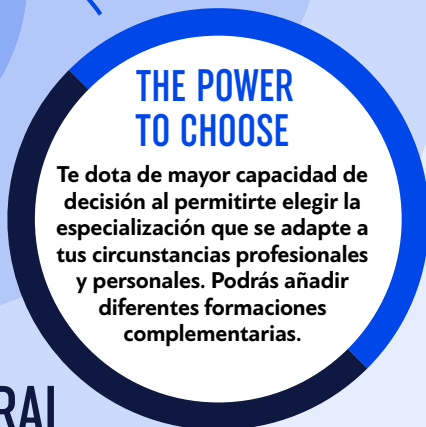 THE POWER
TO CHOOSE
Te dota de mayor capacidad de
decisión al permitirte elegir la
especialización que se adapte a
tus circunstancias profesionales
y personales. Podrás añadir
diferentes formaciones
complementarias.